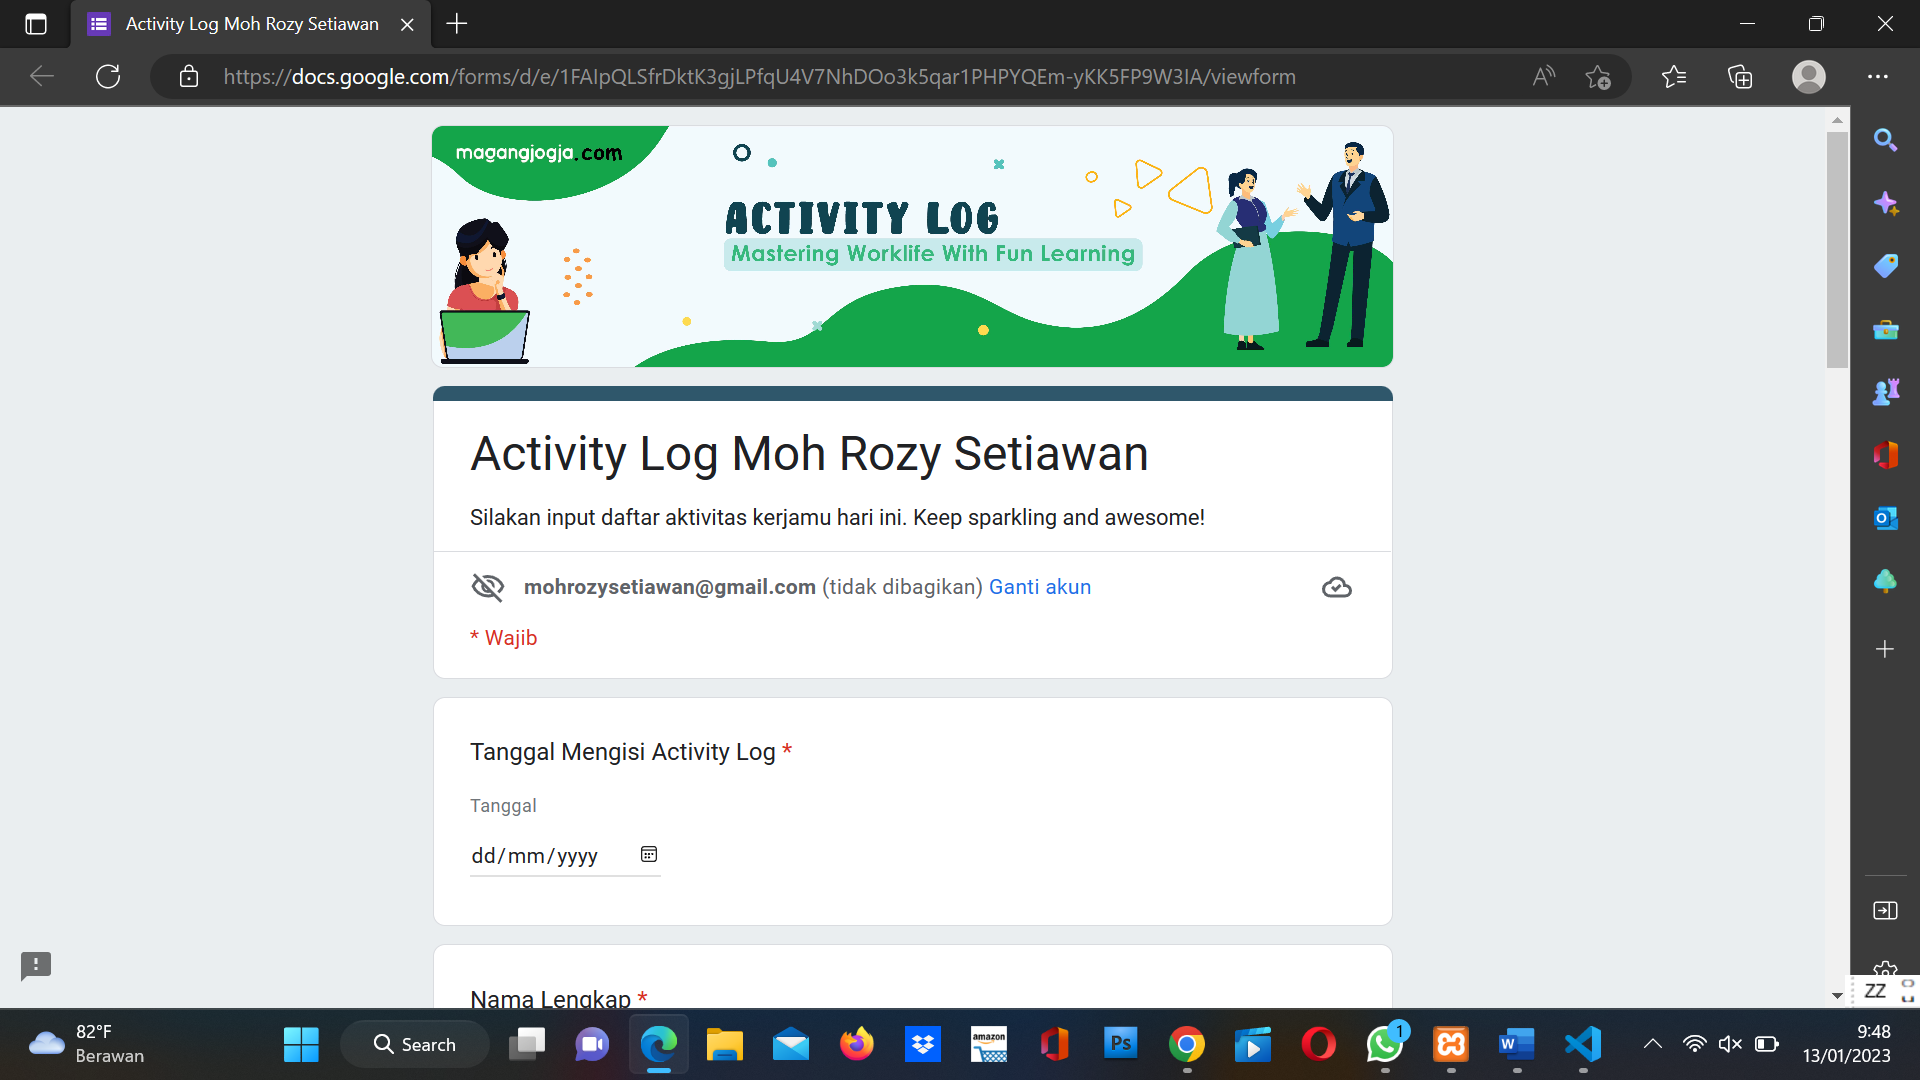 Activity Log Moh Rozy Setiawan
https://docs.google.com/forms/d/e/1FAIpQLSfrDktK3gjLPfqU4V7NhDOo3k5qar1PHPYQEm-yKK5FP9W3IA/viewform
magangjogja.com
ACTIVITY LOG
Mastering Worklife With Fun Learning
Activity Log Moh Rozy Setiawan
Silakan input daftar aktivitas kerjamu hari ini. Keep sparkling and awesome!
mohrozysetiawan@gmail.com (tidak dibagikan) Ganti akun
* Wajib
Tanggal Mengisi Activity Log *
Tanggal
dd/mm/yyyy
Nama Lengkap *
ZZ
82°F
Berawan
Search
amazon
Ps
1
W
9:48
13/01/2023